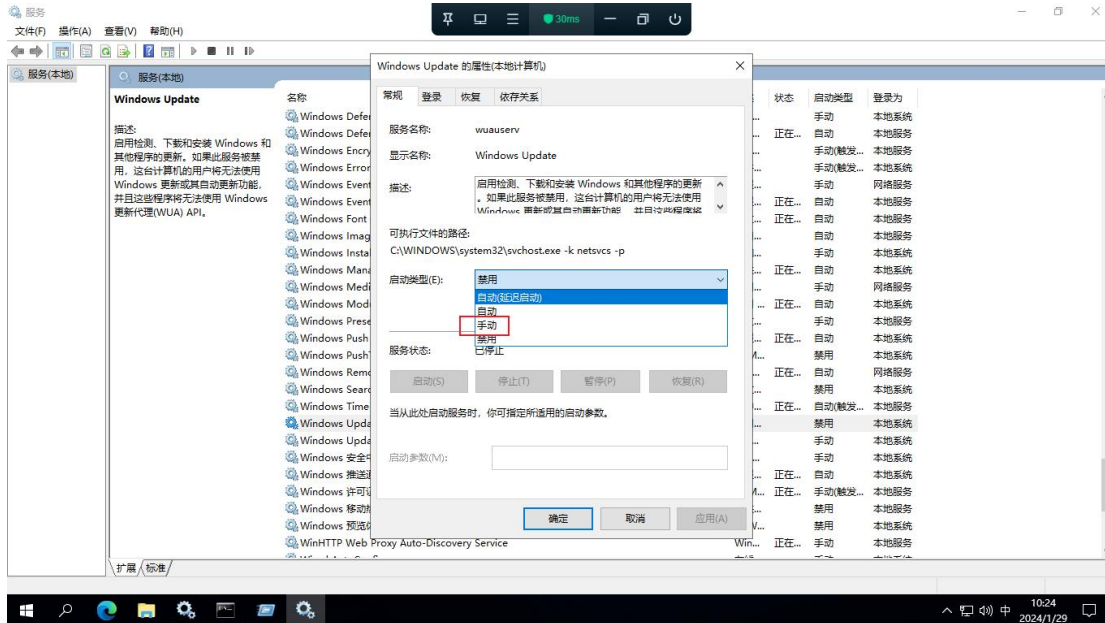 服务
30ms
文件(F) 操作(A) 查看(V) 帮助(H)
服务(本地)
服务(本地)
Windows Update
描述:
启用检测、下载和安装 Windows 和
其他程序的更新。如果此服务被禁
用，这台计算机的用户将无法使用
Windows 更新或其自动更新功能，
并且这些程序将无法使用 Windows
更新代理(WUA) API。
名称 状态 启动类型 登录为
Windows Defe 手动 本地系统
Windows Defe 正在... 自动 本地服务
Windows Encry 手动(触发... 本地服务
Windows Error 手动(触发... 本地系统
Windows Event 手动 网络服务
Windows Event 正在... 自动 本地服务
Windows Font 正在... 自动 本地服务
Windows Imag 自动 本地服务
Windows Instal 手动 本地系统
Windows Mana 正在... 自动 本地系统
Windows Medi 手动 网络服务
Windows Mod 正在... 自动 本地系统
Windows Prese 手动 本地服务
Windows Push 正在... 自动 本地系统
Windows Push 禁用 本地系统
Windows Remo 正在... 自动 网络服务
Windows Searc 禁用 本地系统
Windows Time 正在... 自动(触发... 本地服务
Windows Upda 禁用 本地系统
Windows Upda 手动 本地系统
Windows 安全 手动 本地系统
Windows 推送 正在... 自动 本地系统
Windows 许可 正在... 手动(触发... 本地服务
Windows 移动 禁用 本地服务
Windows 预览 禁用 本地系统
WinHTTP Web Proxy Auto-Discovery Service Win... 正在... 手动 本地服务
Windows Update 的属性(本地计算机)
常规 登录 恢复 依存关系
服务名称: wuauserv
显示名称: Windows Update
描述: 启用检测、下载和安装 Windows 和其他程序的更新
。如果此服务被禁用，这台计算机的用户将无法使用
Windows 更新或其自动更新功能，并且这些程序将
可执行文件的路径:
C:\WINDOWS\system32\svchost.exe -k netsvcs -p
启动类型(E): 禁用
自动(延迟启动)
自动
手动
禁用
服务状态: 已停止
启动(S) 停止(T) 暂停(P) 恢复(R)
当从此处启动服务时，你可指定所适用的启动参数。
启动参数(M):
确定 取消 应用(A)
扩展 标准
中 10:24
2024/1/29